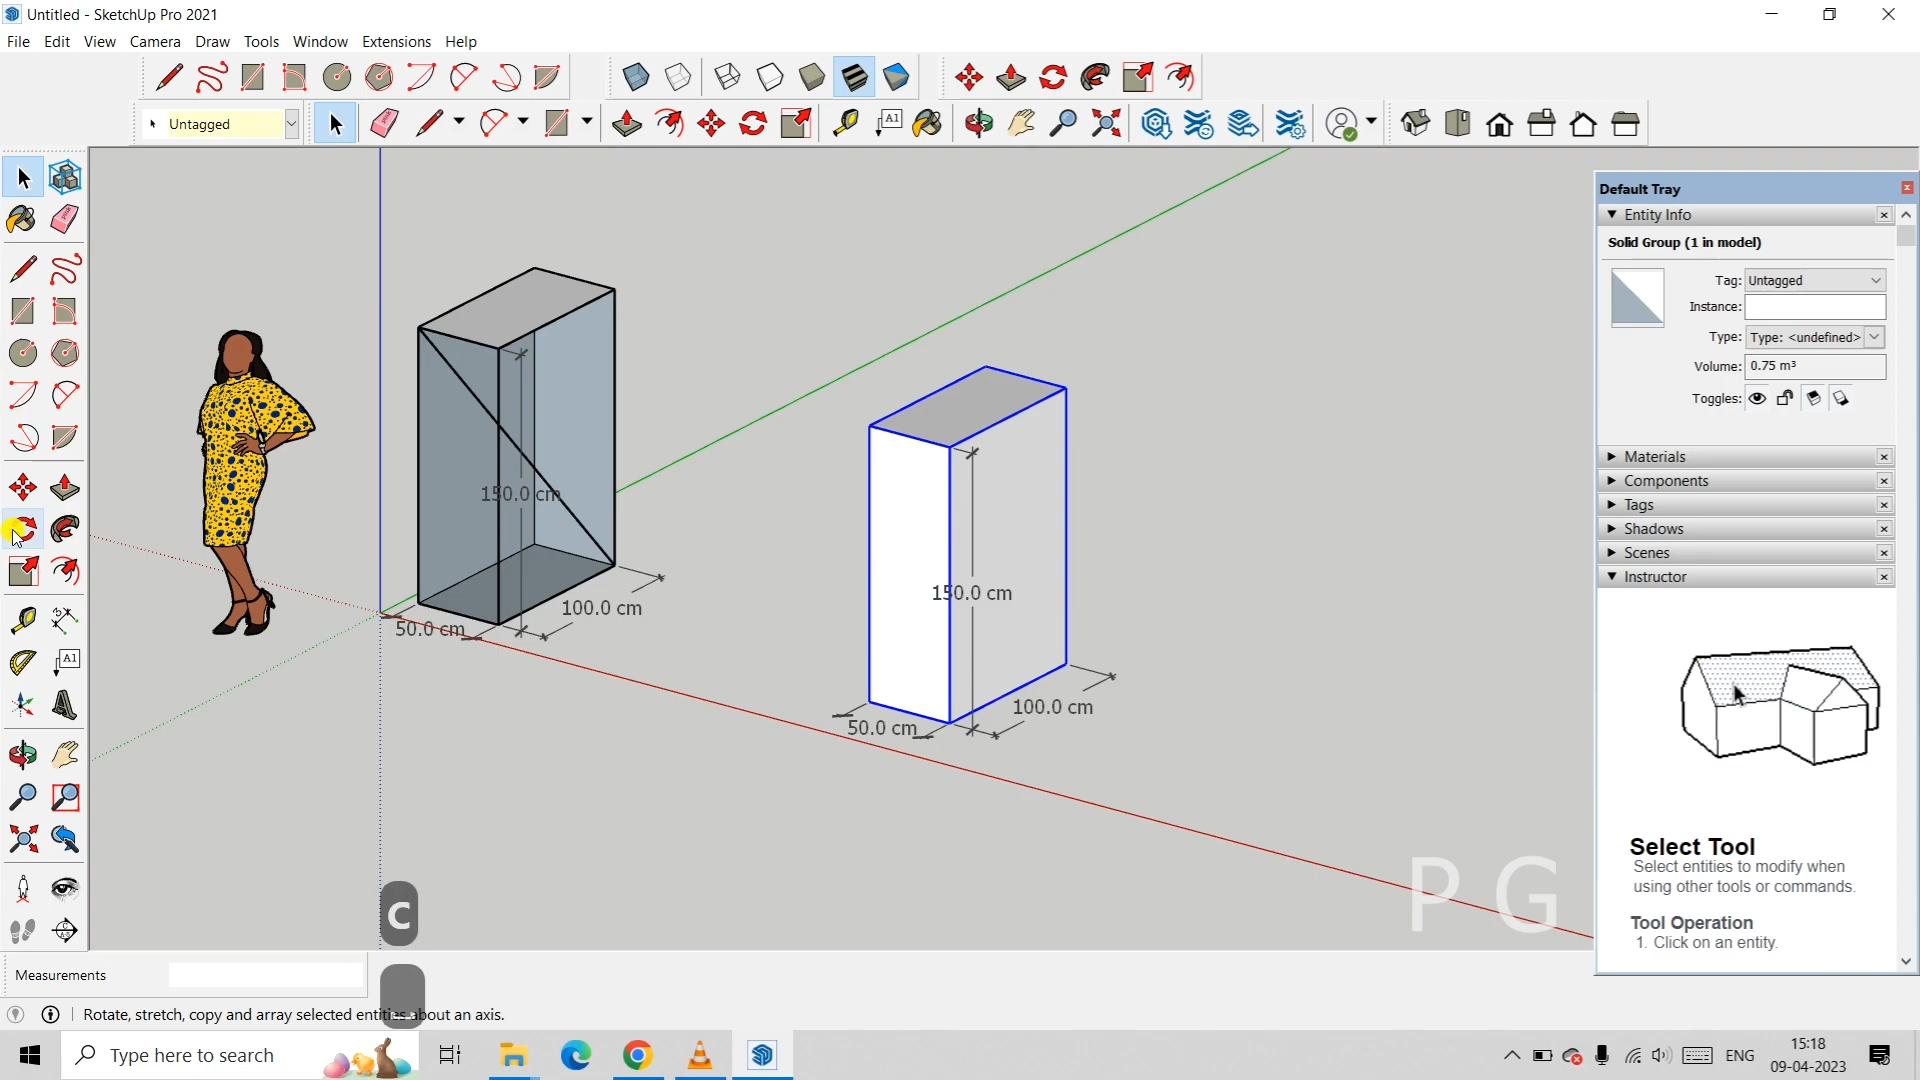 Untitled - SketchUp Pro 2021
File Edit View Camera Draw Tools Window Extensions Help
Untagged
A1
Default Tray
Entity Info
Solid Group (1 in model)
Tag: Untagged
Instance:
Type: Type: <undefined>
Volume: 0.75 m³
Toggles:
Materials
Components
Tags
Shadows
Scenes
Instructor
150.0 cm
100.0 cm
50.0 cm
150.0 cm
100.0 cm
50.0 cm
A1
Select Tool
Select entities to modify when
using other tools or commands.
Tool Operation
1. Click on an entity.
P G
C
Measurements
Rotate, stretch, copy and array selected entities about an axis.
Type here to search
ENG
15:18
09-04-2023